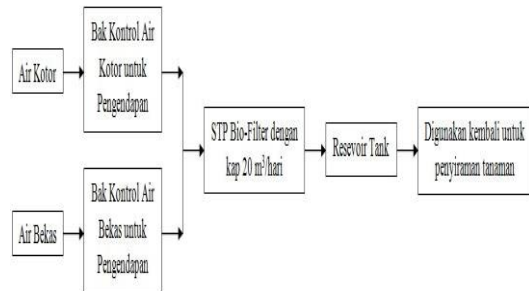 Air Kotor
Bak Kontrol Air
Kotor untuk
Pengendapan
STP Bio-Filter dengan
kap 20 m³/hari
Resevoir Tank
Digunakan kembali untuk
penyiraman tanaman
Air Bekas
Bak Kontrol Air
Bekas untuk
Pengendapan